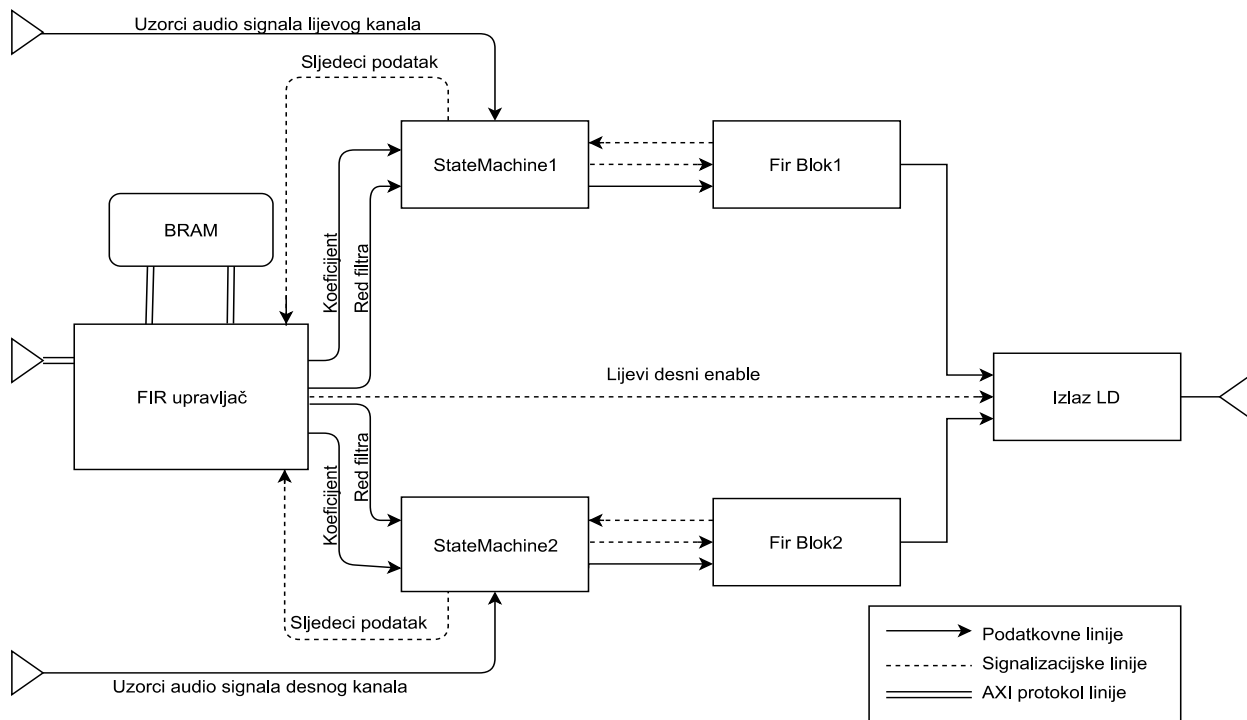 Uzorci audio signala lijevog kanala
Sljedeci podatak
StateMachine1
Fir Blok1
BRAM
Koeficijent
Red filtra
FIR upravljač
Lijevi desni enable
Izlaz LD
Koeficijent
Red filtra
StateMachine2
Fir Blok2
Sljedeci podatak
Uzorci audio signala desnog kanala
Podatkovne linije
Signalizacijske linije
AXI protokol linije